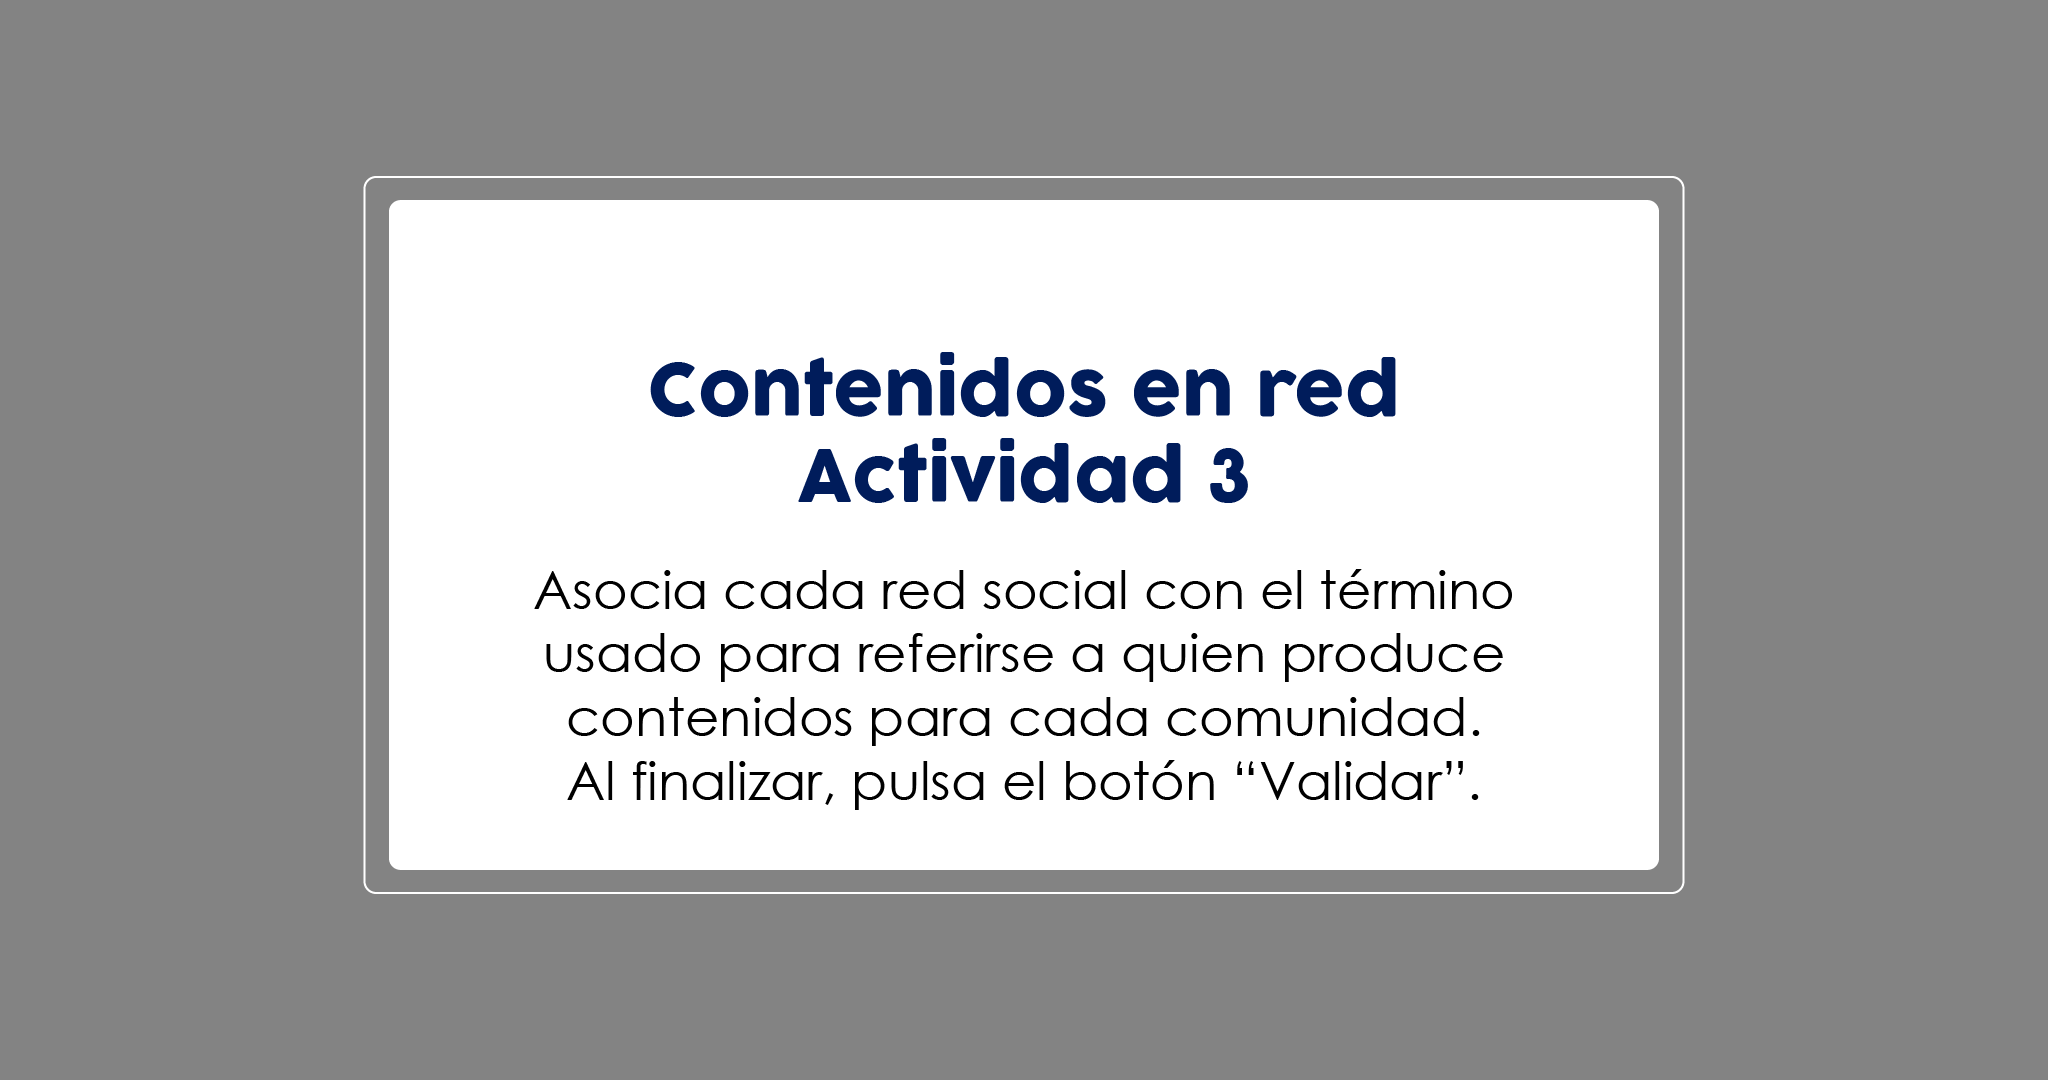 Contenidos en red
Actividad 3
Asocia cada red social con el término
usado para referirse a quien produce
contenidos para cada comunidad.
Al finalizar, pulsa el botón “Validar”.